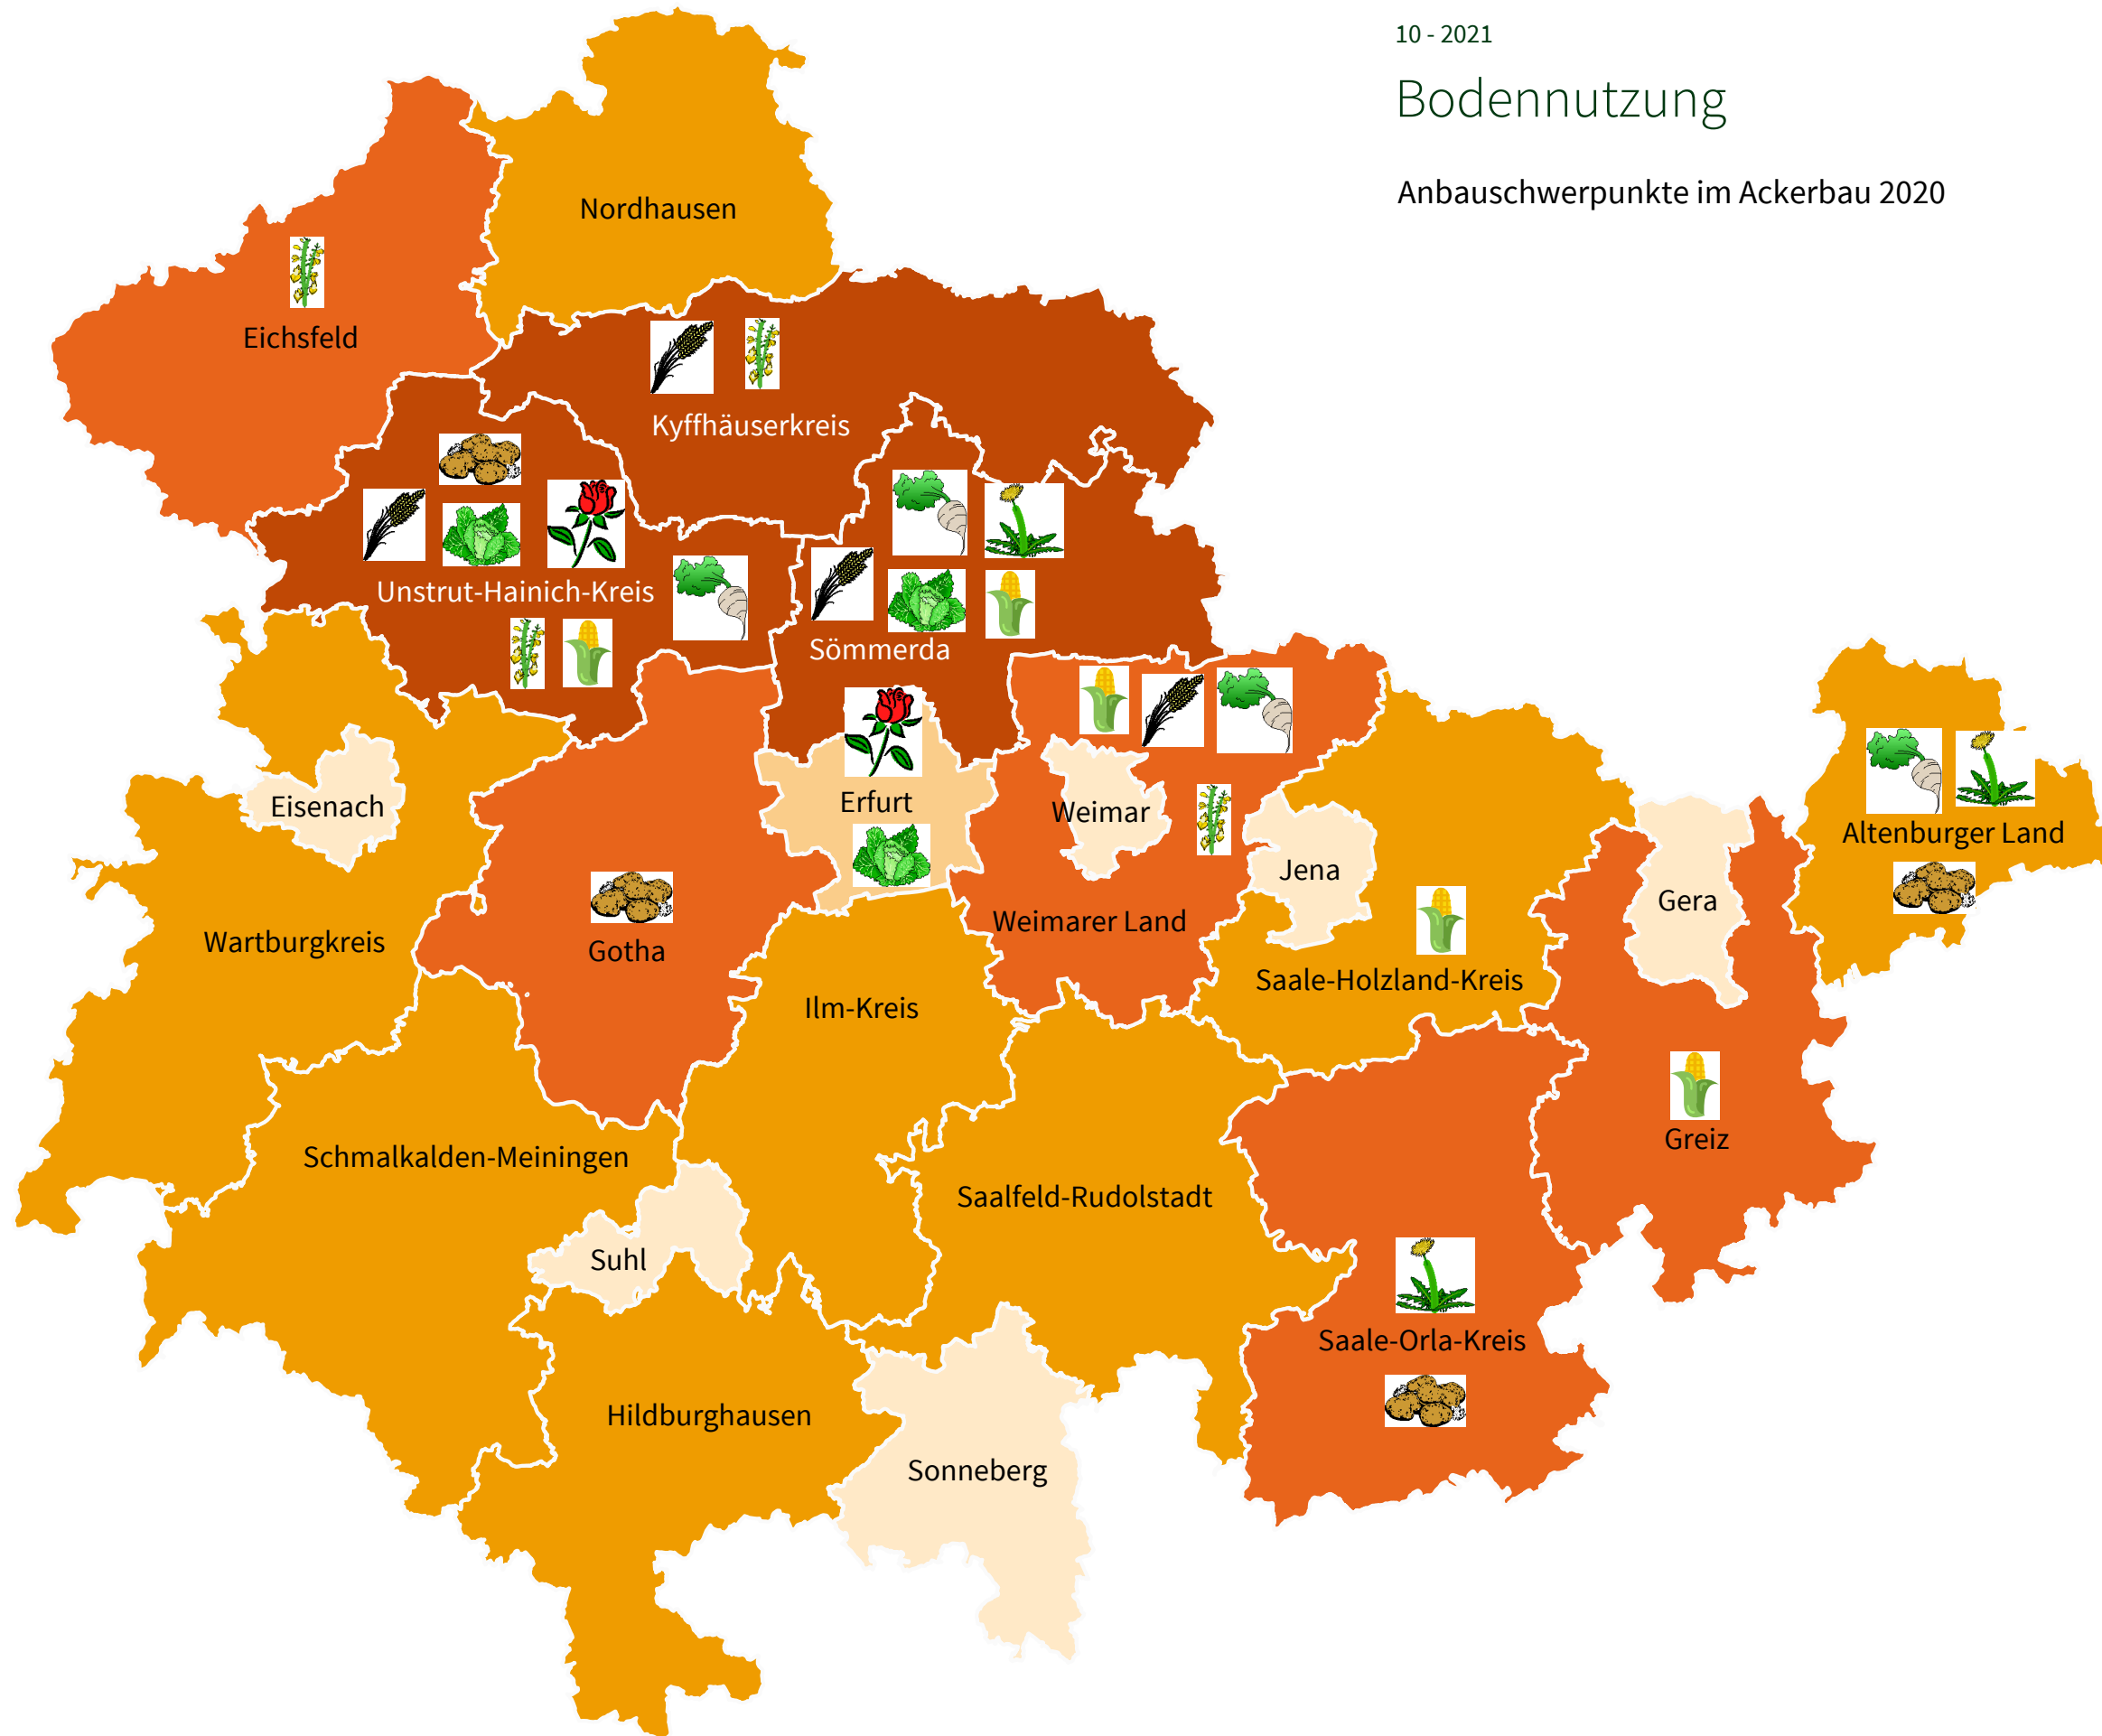 10 - 2021
Bodennutzung
Anbauschwerpunkte im Ackerbau 2020
Nordhausen
Eichsfeld
Kyffhäuserkreis
Unstrut-Hainich-Kreis
Sömmerda
Eisenach
Erfurt
Weimar
Altenburger Land
Jena
Gera
Wartburgkreis
Gotha
Weimarer Land
Saale-Holzland-Kreis
Ilm-Kreis
Greiz
Schmalkalden-Meiningen
Saalfeld-Rudolstadt
Suhl
Saale-Orla-Kreis
Hildburghausen
Sonneberg